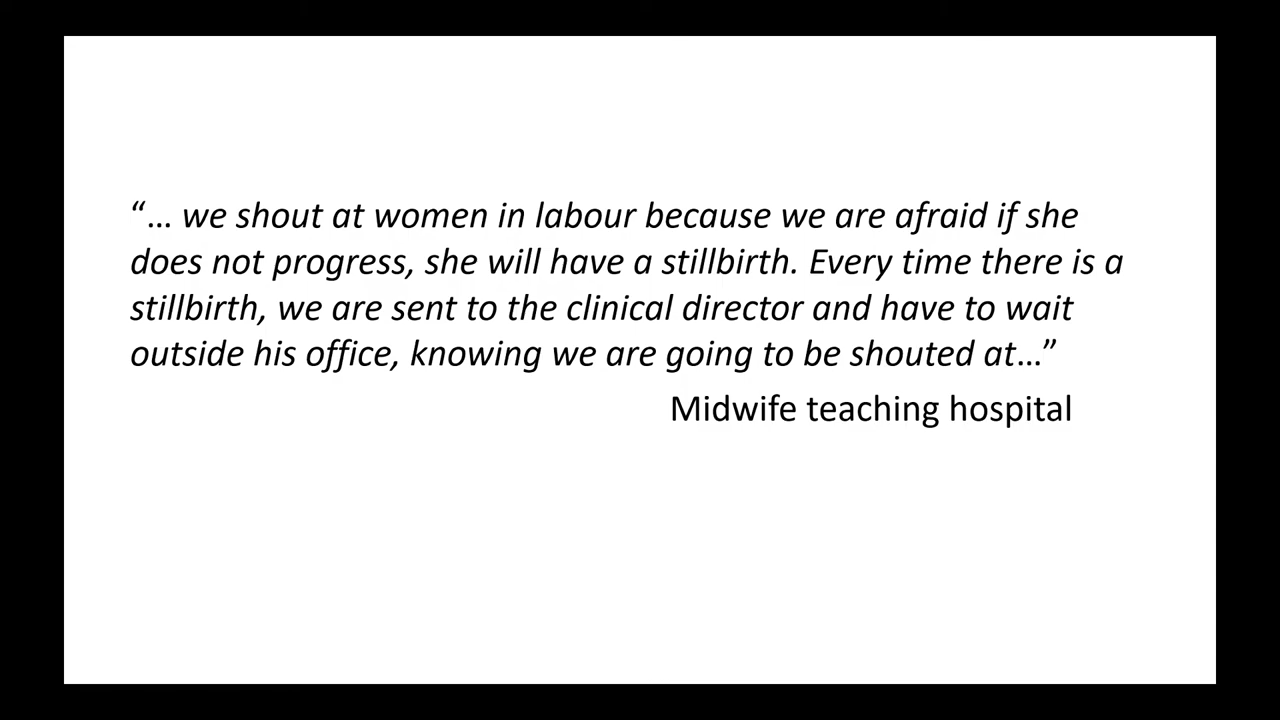 “… we shout at women in labour because we are afraid if she
does not progress, she will have a stillbirth. Every time there is a
stillbirth, we are sent to the clinical director and have to wait
outside his office, knowing we are going to be shouted at…”
Midwife teaching hospital